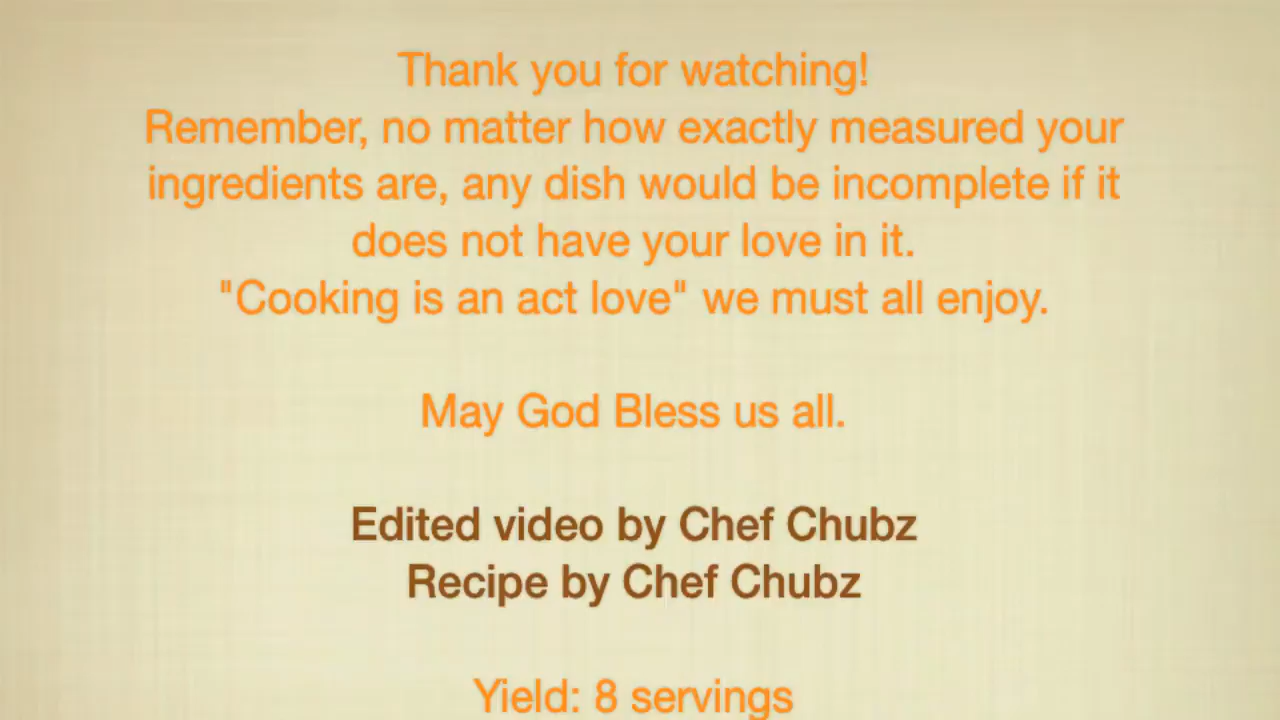 Thank you for watching!
Remember, no matter how exactly measured your
ingredients are, any dish would be incomplete if it
does not have your love in it.
"Cooking is an act love" we must all enjoy.
May God Bless us all.
Edited video by Chef Chubz
Recipe by Chef Chubz
Yield: 8 servings